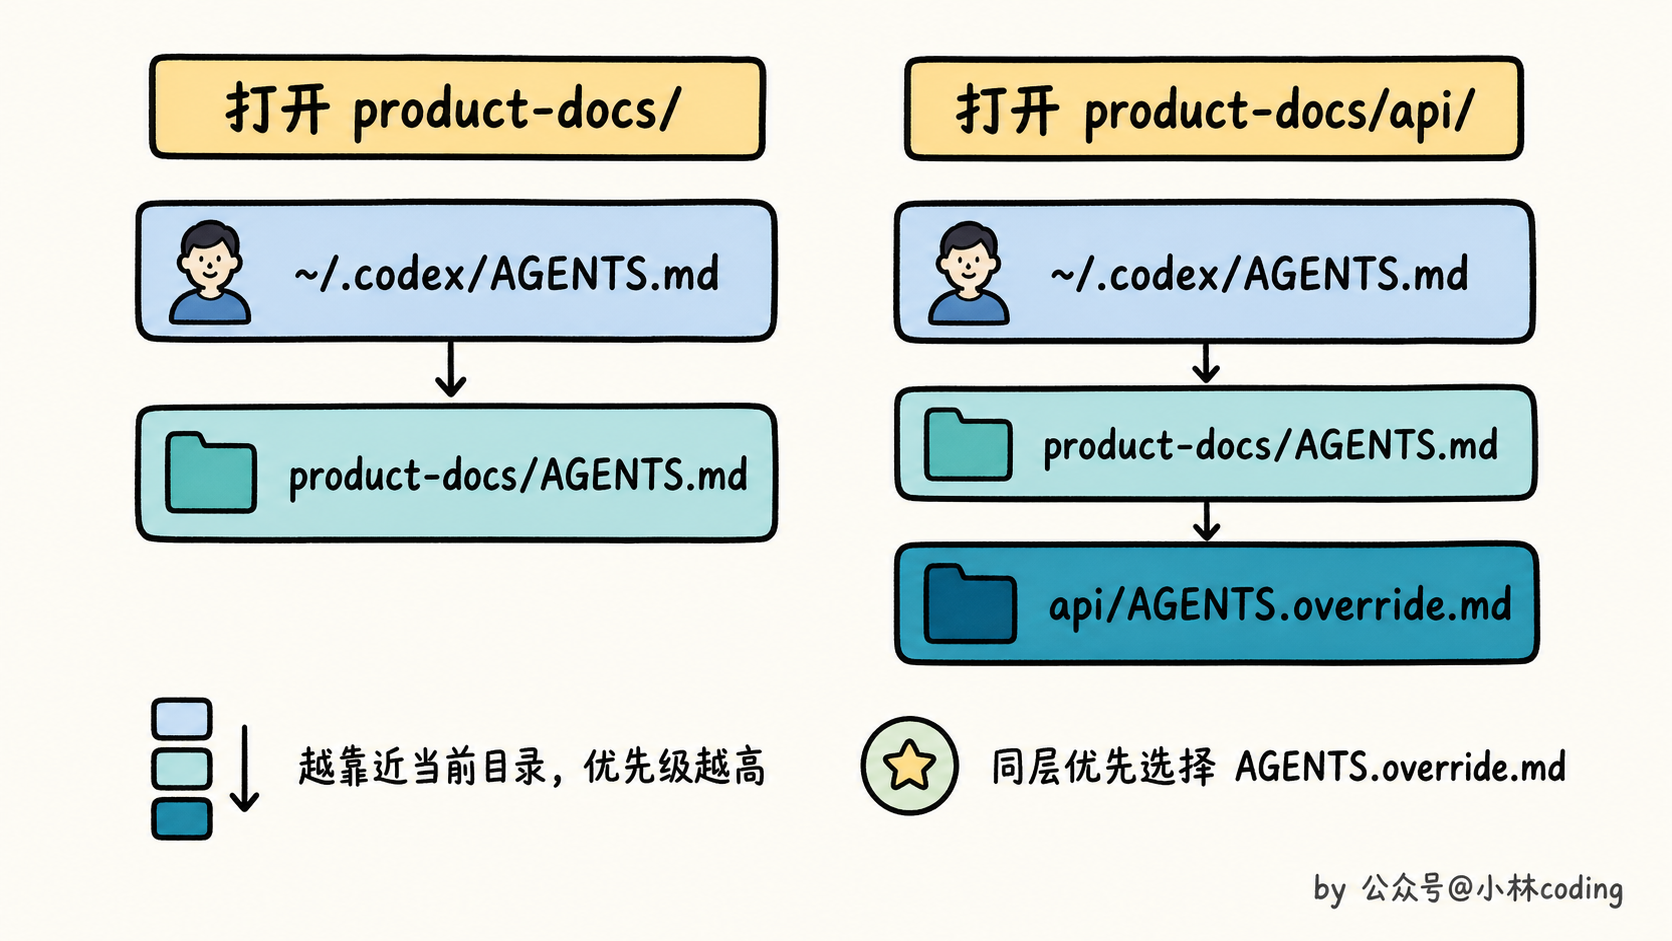 打开 product-docs/
~/.codex/AGENTS.md
product-docs/AGENTS.md
打开 product-docs/api/
~/.codex/AGENTS.md
product-docs/AGENTS.md
api/AGENTS.override.md
越靠近当前目录，优先级越高
同层优先选择 AGENTS.override.md
by 公众号@小林coding